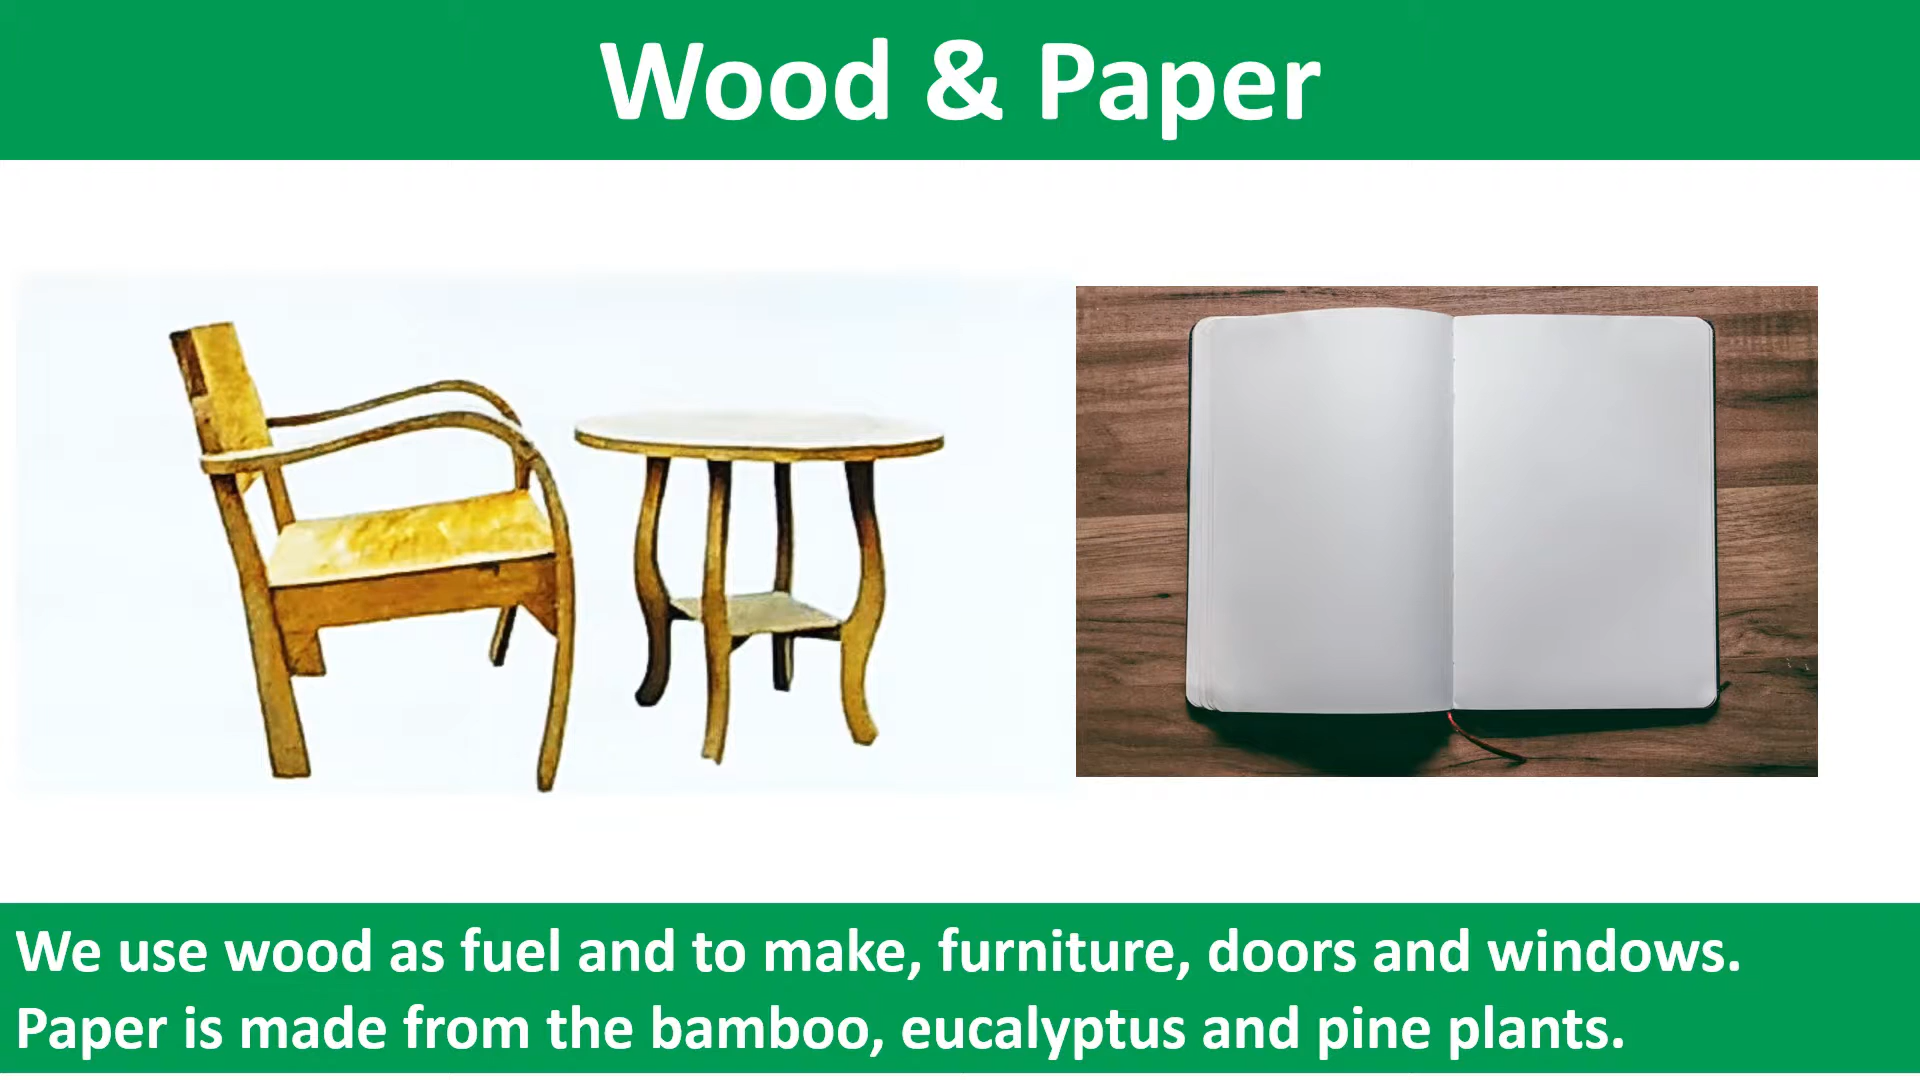 Wood & Paper
We use wood as fuel and to make, furniture, doors and windows.
Paper is made from the bamboo, eucalyptus and pine plants.